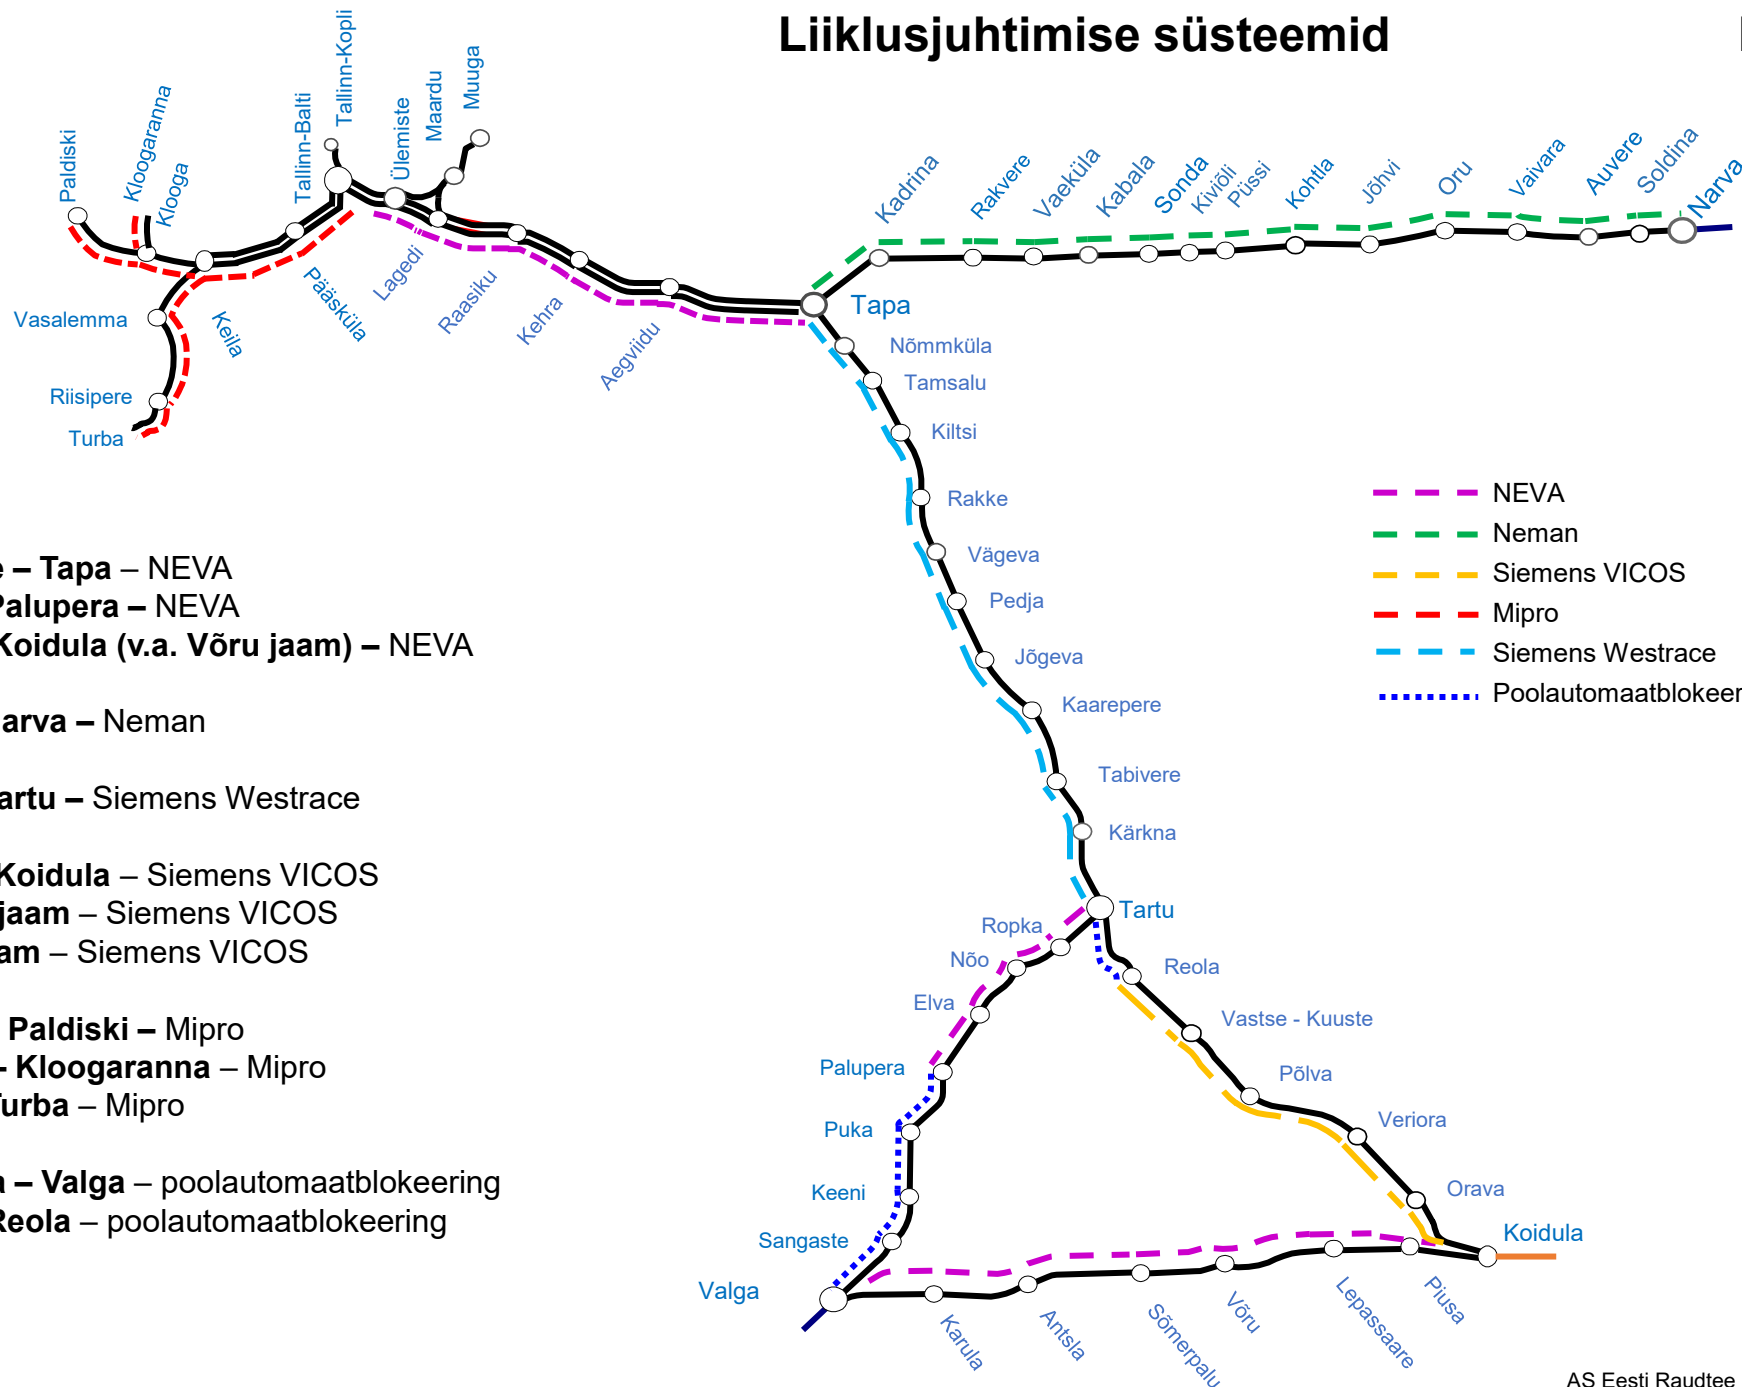 Liiklusjuhtimise süsteemid
Paldiski
Kloogaranna
Klooga
Tallinn-Balti
Tallinn-Kopli
Ülemiste
Maardu
Muuga
Kadrina
Rakvere
Vaeküla
Kabala
Sonda
Kiviõli
Püssi
Kohtla
Jõhvi
Oru
Vaivara
Auvere
Soldina
Narva
Vasalemma
Riisipere
Turba
Keila
Pääsküla
Lagedi
Raasiku
Kehra
Aegviidu
Tapa
Nõmmküla
Tamsalu
Kiltsi
Rakke
Vägeva
Pedja
Jõgeva
Kaarepere
Tabivere
Kärkna
Tartu
Ropka
Nõo
Elva
Palupera
Puka
Keeni
Sangaste
Valga
Reola
Vastse - Kuuste
Põlva
Veriora
Orava
Koidula
Karula
Antsla
Sõmerpalu
Võru
Lepassaare
Piusa
NEVA
Neman
Siemens VICOS
Mipro
Siemens Westrace
Poolautomaatblokeer
e – Tapa – NEVA
Palupera – NEVA
Koidula (v.a. Võru jaam) – NEVA
arva – Neman
artu – Siemens Westrace
Koidula – Siemens VICOS
jaam – Siemens VICOS
am – Siemens VICOS
Paldiski – Mipro
- Kloogaranna – Mipro
Turba – Mipro
a – Valga – poolautomaatblokeering
Reola – poolautomaatblokeering
AS Eesti Raudtee